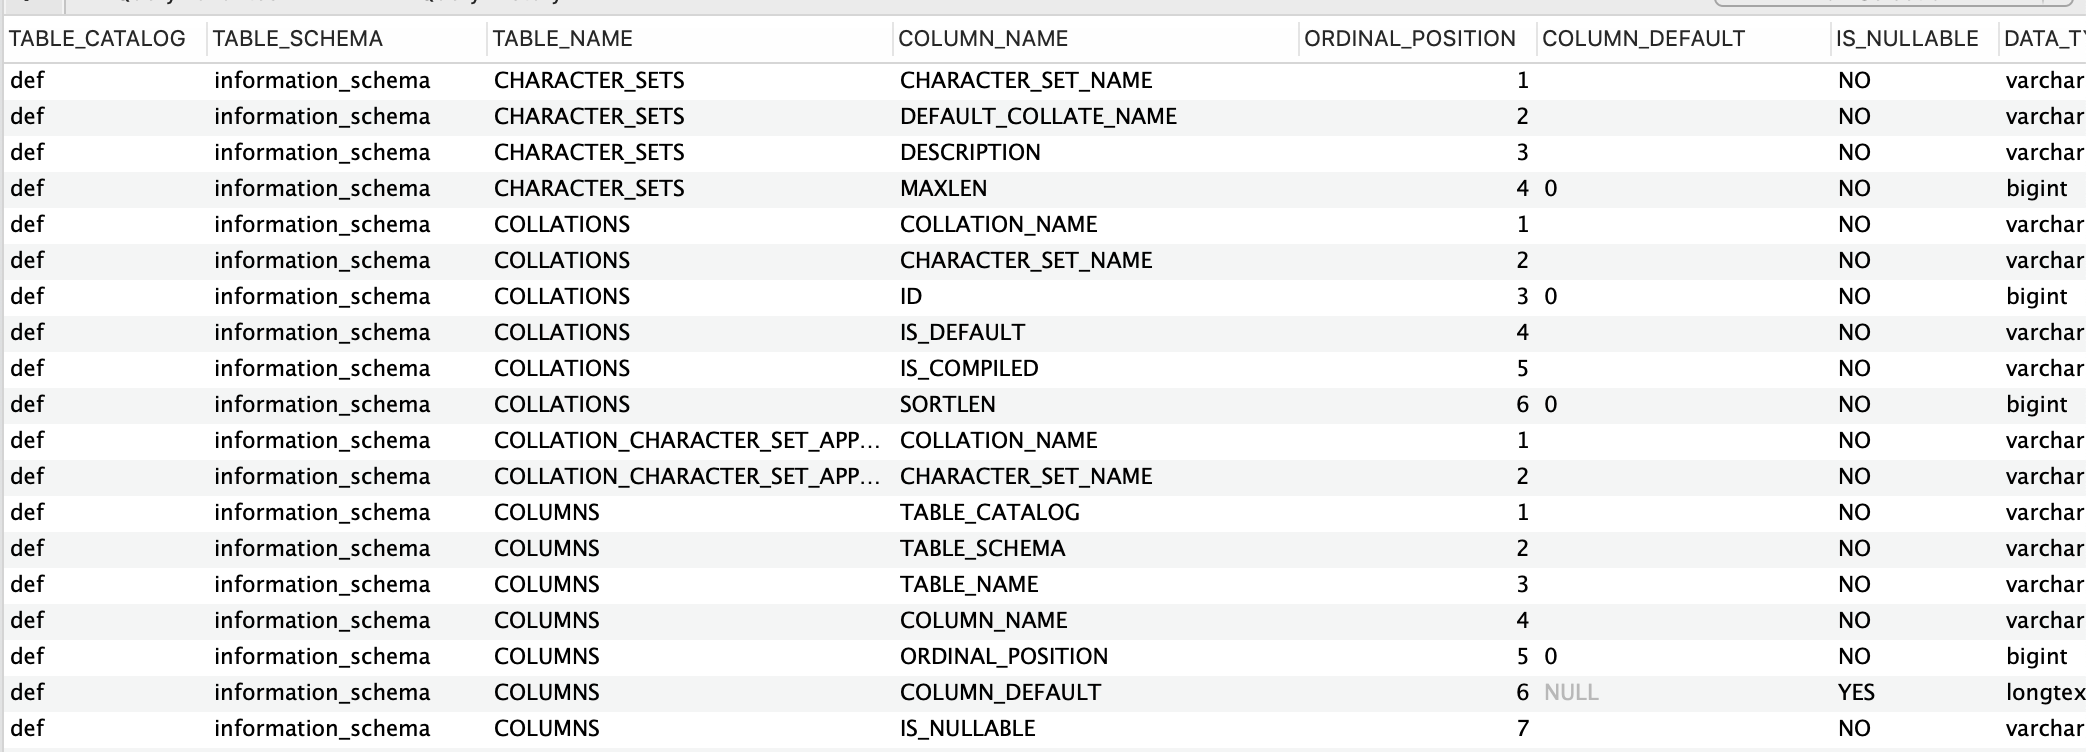 TABLE_CATALOG TABLE_SCHEMA TABLE_NAME COLUMN_NAME ORDINAL_POSITION COLUMN_DEFAULT IS_NULLABLE DATA_TY
def information_schema CHARACTER_SETS CHARACTER_SET_NAME 1 NO varchar
def information_schema CHARACTER_SETS DEFAULT_COLLATE_NAME 2 NO varchar
def information_schema CHARACTER_SETS DESCRIPTION 3 NO varchar
def information_schema CHARACTER_SETS MAXLEN 4 0 NO bigint
def information_schema COLLATIONS COLLATION_NAME 1 NO varchar
def information_schema COLLATIONS CHARACTER_SET_NAME 2 NO varchar
def information_schema COLLATIONS ID 3 0 NO bigint
def information_schema COLLATIONS IS_DEFAULT 4 NO varchar
def information_schema COLLATIONS IS_COMPILED 5 NO varchar
def information_schema COLLATIONS SORTLEN 6 0 NO bigint
def information_schema COLLATION_CHARACTER_SET_APP... COLLATION_NAME 1 NO varchar
def information_schema COLLATION_CHARACTER_SET_APP... CHARACTER_SET_NAME 2 NO varchar
def information_schema COLUMNS TABLE_CATALOG 1 NO varchar
def information_schema COLUMNS TABLE_SCHEMA 2 NO varchar
def information_schema COLUMNS TABLE_NAME 3 NO varchar
def information_schema COLUMNS COLUMN_NAME 4 NO varchar
def information_schema COLUMNS ORDINAL_POSITION 5 0 NO bigint
def information_schema COLUMNS COLUMN_DEFAULT 6 NULL YES longtex
def information_schema COLUMNS IS_NULLABLE 7 NO varchar